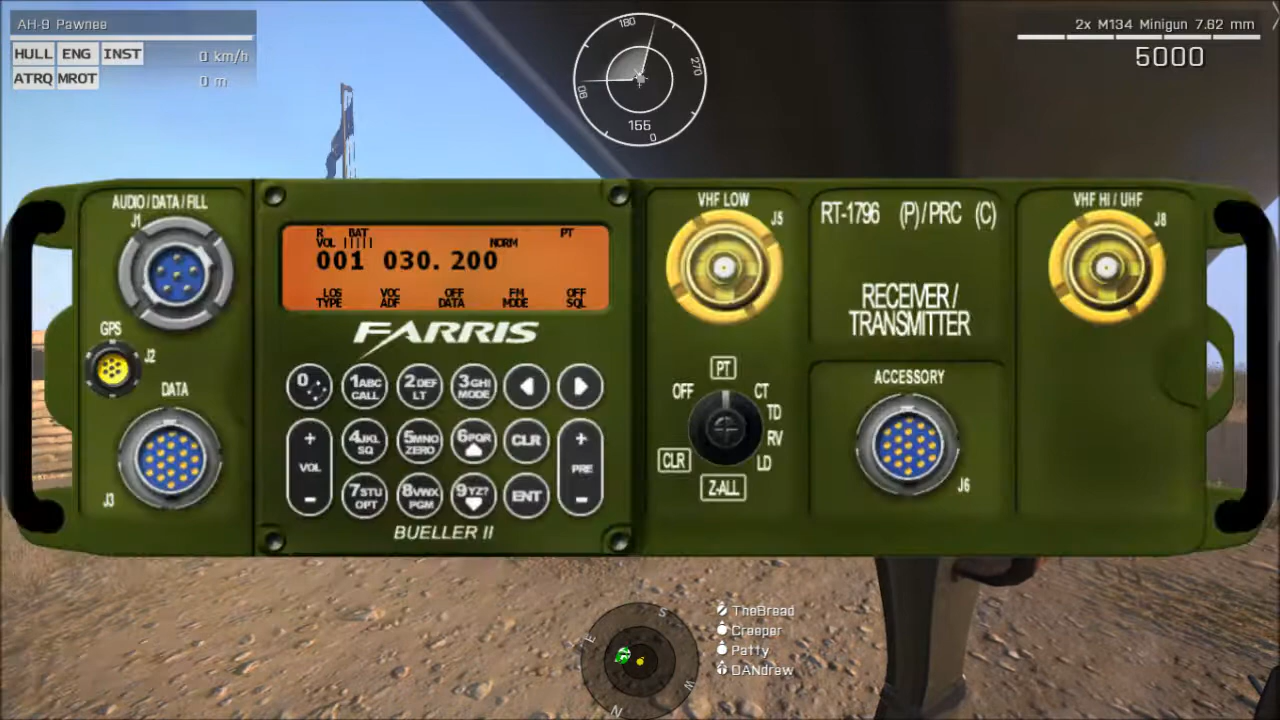 AH-9 Pawnee
HULL ENG INST
0 km/h
ATRQ MROT
0 m
180
270
90
155
0
2x M134 Minigun 7.62 mm
5000
AUDIO/DATA/FILL
J1
GPS
J2
DATA
J3
R BAT PT
VOL NORM
001 030. 200
LOS VOC OFF FM OFF
TYPE ADF DATA MODE SQL
FARRIS
0 1ABC 2DEF 3GHI
CALL LT MODE
+ 4JKL 5MNO 6PQR CLR +
SQ ZERO
VOL PRE
- 7STU 8VWX 9YZ? ENT -
OPT PGM
BUELLER II
VHF LOW
J5
PT
OFF CT
TD
RV
CLR LD
Z-ALL
RT-1796 (P)/PRC (C)
RECEIVER/
TRANSMITTER
ACCESSORY
J6
VHF HI/UHF
J8
S
E
W
N
TheBread
Creeper
Patty
DANdrew